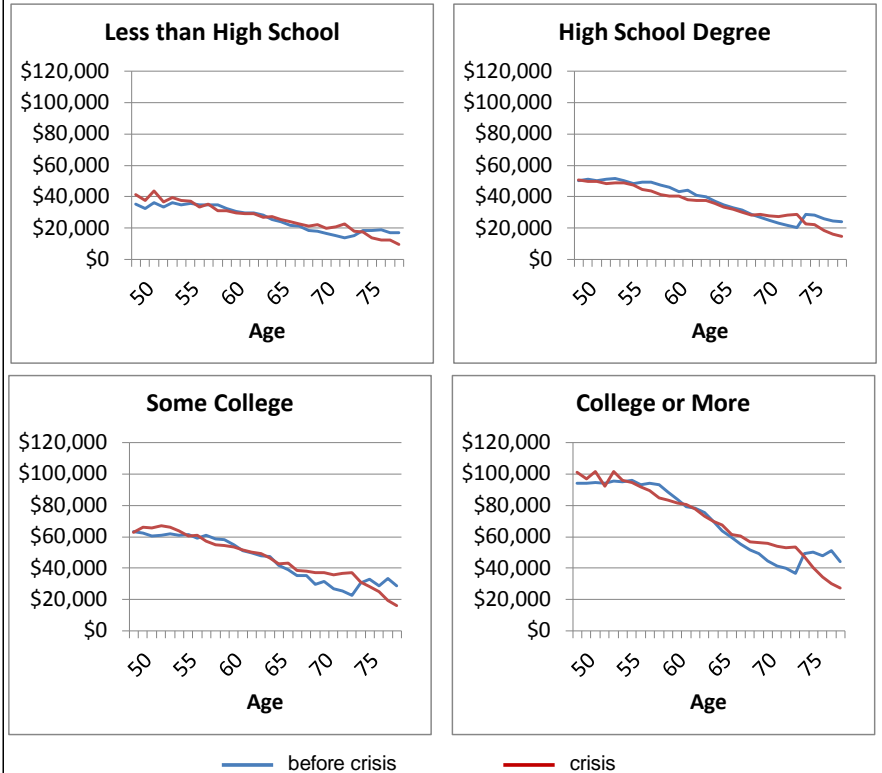 Less than High School
$120,000
$100,000
$80,000
$60,000
$40,000
$20,000
$0
50 55 60 65 70 75
Age
High School Degree
$120,000
$100,000
$80,000
$60,000
$40,000
$20,000
$0
50 55 60 65 70 75
Age
Some College
$120,000
$100,000
$80,000
$60,000
$40,000
$20,000
$0
50 55 60 65 70 75
Age
College or More
$120,000
$100,000
$80,000
$60,000
$40,000
$20,000
$0
50 55 60 65 70 75
Age
before crisis crisis